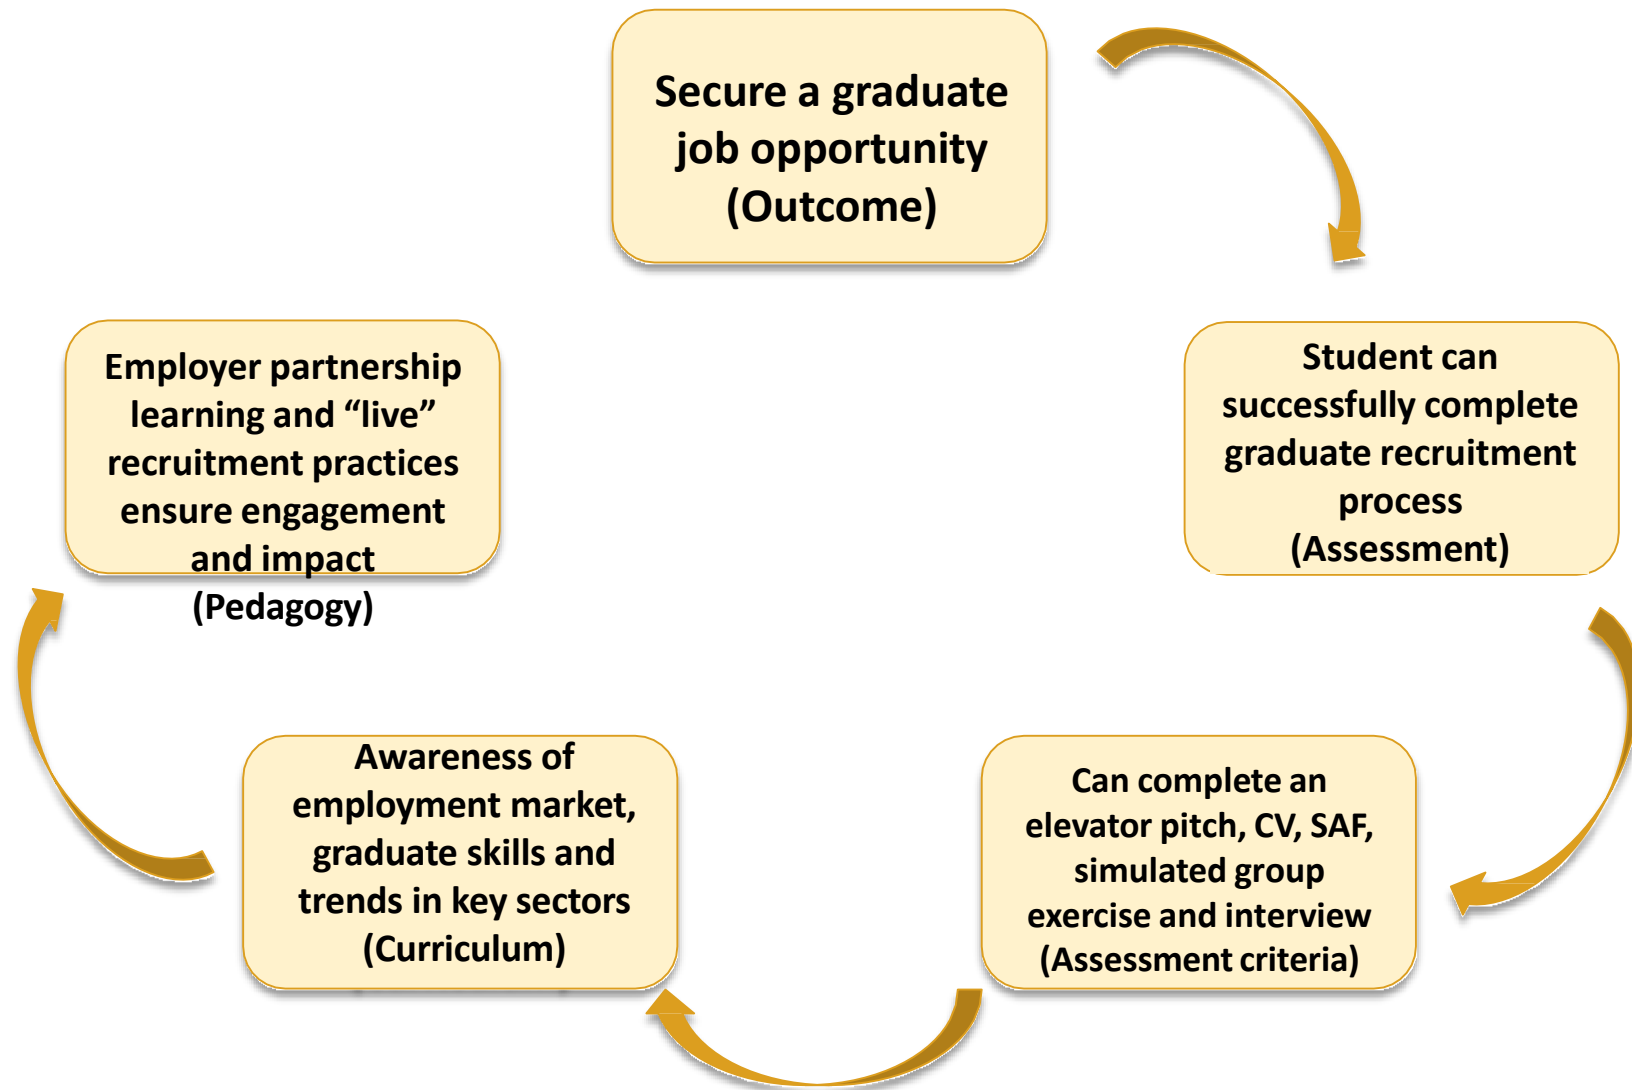 Secure a graduate
job opportunity
(Outcome)
Student can
successfully complete
graduate recruitment
process
(Assessment)
Can complete an
elevator pitch, CV, SAF,
simulated group
exercise and interview
(Assessment criteria)
Awareness of
employment market,
graduate skills and
trends in key sectors
(Curriculum)
Employer partnership
learning and “live”
recruitment practices
ensure engagement
and impact
(Pedagogy)